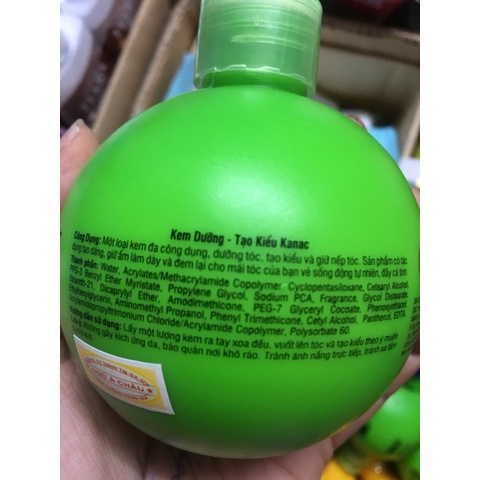 Kem Dưỡng - Tạo Kiểu Kanac
Công Dụng: Một loại kem đa công dụng, dưỡng tóc, tạo kiểu và giữ nếp tóc. Sản phẩm có tác
dụng tạo dáng, giữ ẩm làm dày và đem lại cho mái tóc của bạn vẻ sống động tự nhiên, đầy cá tính.
Thành phần: Water, Acrylates/Methacrylamide Copolymer. Cyclopentasiloxane, Cetearyl Alcohol,
PPG-3 Benzyl Ether Myristate, Propylene Glycol, Sodium PCA, Fragrance, Glycol Distearate,
21, Dicaprylyl Ether, Amodimethicone, PEG-7 Glyceryl Cocoate, Phenoxyethanol,
Ethylhexylglycerin, Aminomethyl Propanol, Phenyl Trimethicone, Cetyl Alcohol, Panthenol, EDTA,
Chloride/Acrylamide Copolymer, Polysorbate 60.
dẫn sử dụng: Lấy một lượng kem ra tay xoa đều. vuốt lên tóc và tạo kiểu theo ý muốn
Không gây kích ứng da, bảo quản nơi khô ráo. Tránh ánh nắng trực tiếp, tránh xa tầm
Á CHÂU